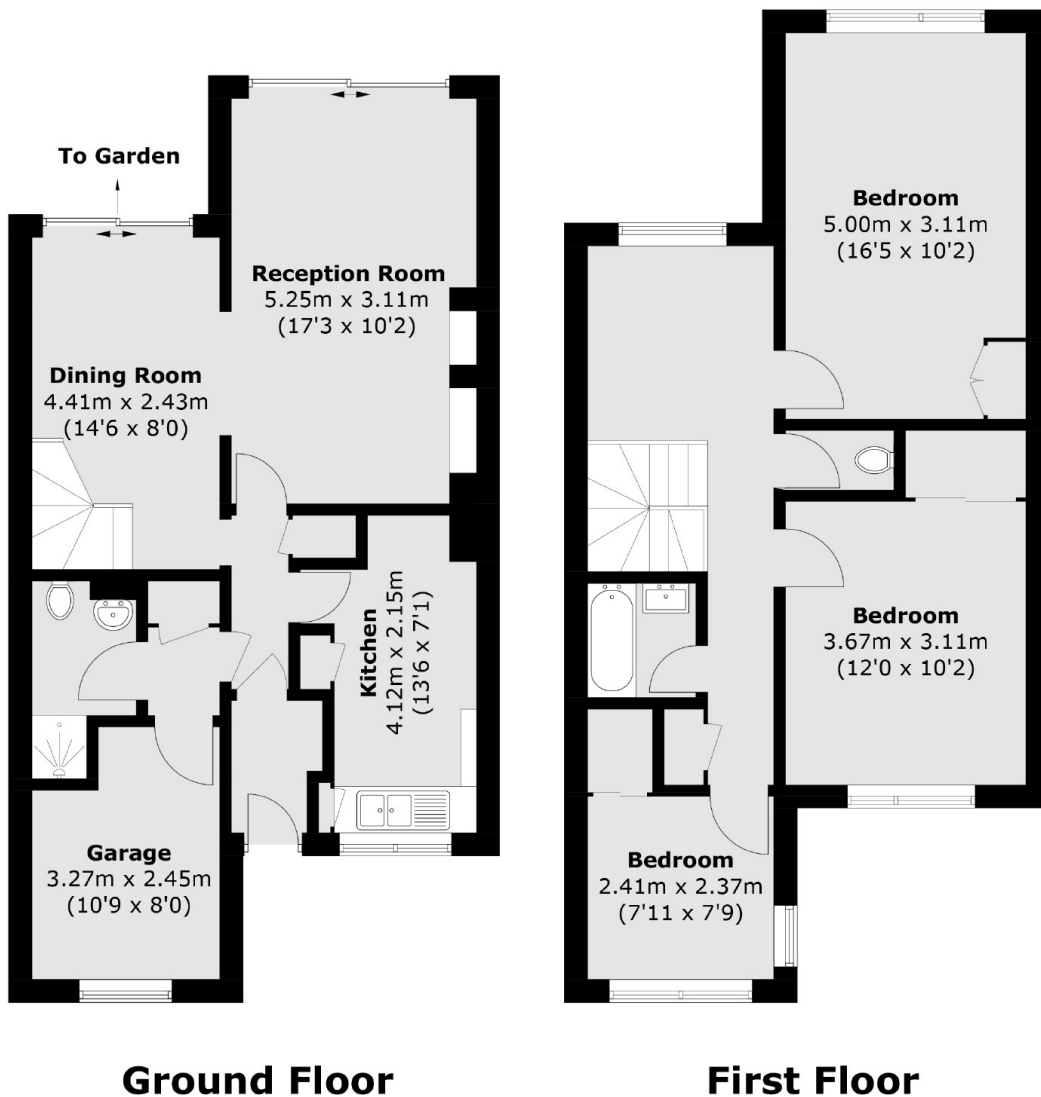 To Garden
Reception Room
5.25m x 3.11m
(17'3 x 10'2)
Dining Room
4.41m x 2.43m
(14'6 x 8'0)
Kitchen
4.12m x 2.15m
(13'6 x 7'1)
Garage
3.27m x 2.45m
(10'9 x 8'0)
Ground Floor
Bedroom
5.00m x 3.11m
(16'5 x 10'2)
Bedroom
3.67m x 3.11m
(12'0 x 10'2)
Bedroom
2.41m x 2.37m
(7'11 x 7'9)
First Floor